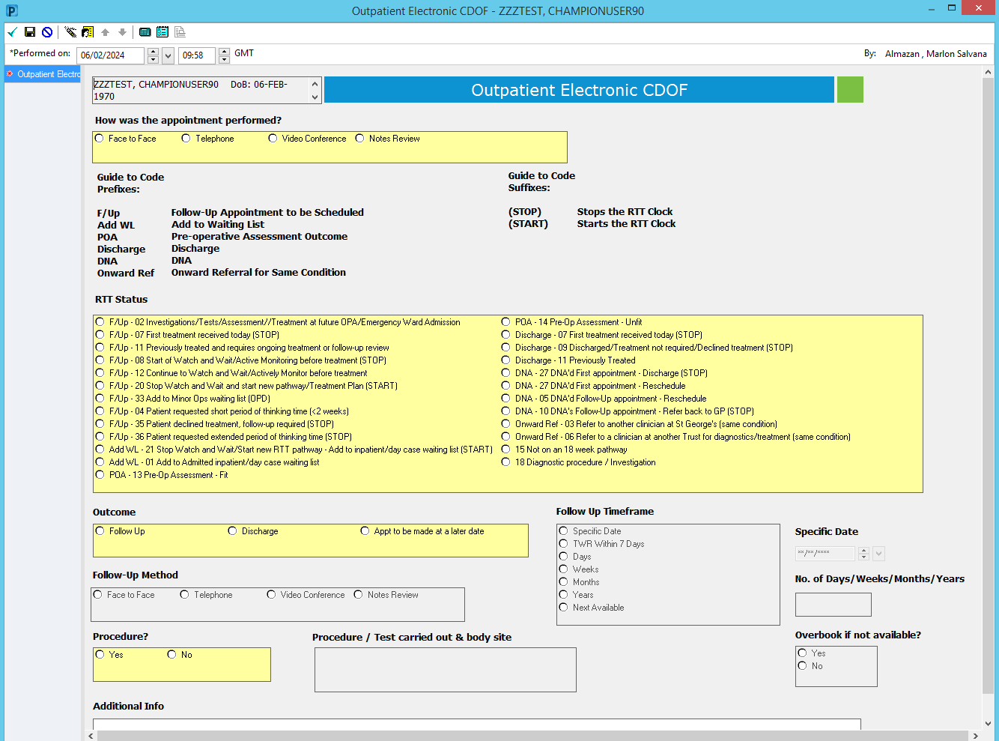 Outpatient Electronic CDOF - ZZZTEST, CHAMPIONUSER90
*Performed on: 06/02/2024 09:58 GMT By: Almazan , Marlon Salvana
Outpatient Electro
ZZZTEST, CHAMPIONUSER90 DoB: 06-FEB-
1970
Outpatient Electronic CDOF
How was the appointment performed?
Face to Face Telephone Video Conference Notes Review
Guide to Code
Prefixes:
F/Up Follow-Up Appointment to be Scheduled
Add WL Add to Waiting List
POA Pre-operative Assessment Outcome
Discharge Discharge
DNA DNA
Onward Ref Onward Referral for Same Condition
Guide to Code
Suffixes:
(STOP) Stops the RTT Clock
(START) Starts the RTT Clock
RTT Status
F/Up - 02 Investigations/Tests/Assessment//Treatment at future OPA/Emergency Ward Admission
F/Up - 07 First treatment received today (STOP)
F/Up - 11 Previously treated and requires ongoing treatment or follow-up review
F/Up - 08 Start of Watch and Wait/Active Monitoring before treatment (STOP)
F/Up - 12 Continue to Watch and Wait/Actively Monitor before treatment
F/Up - 20 Stop Watch and Wait and start new pathway/Treatment Plan (START)
F/Up - 33 Add to Minor Ops waiting list (OPD)
F/Up - 04 Patient requested short period of thinking time (<2 weeks)
F/Up - 35 Patient declined treatment, follow-up required (STOP)
F/Up - 36 Patient requested extended period of thinking time (STOP)
Add WL - 21 Stop Watch and Wait/Start new RTT pathway - Add to inpatient/day case waiting list (START)
Add WL - 01 Add to Admitted inpatient/day case waiting list
POA - 13 Pre-Op Assessment - Fit
POA - 14 Pre-Op Assessment - Unfit
Discharge - 07 First treatment received today (STOP)
Discharge - 09 Discharged/Treatment not required/Declined treatment (STOP)
Discharge - 11 Previously Treated
DNA - 27 DNA'd First appointment - Discharge (STOP)
DNA - 27 DNA'd First appointment - Reschedule
DNA - 05 DNA'd Follow-Up appointment - Reschedule
DNA - 10 DNA's Follow-Up appointment - Refer back to GP (STOP)
Onward Ref - 03 Refer to another clinician at St George's (same condition)
Onward Ref - 06 Refer to a clinician at another Trust for diagnostics/treatment (same condition)
15 Not on an 18 week pathway
18 Diagnostic procedure / Investigation
Outcome
Follow Up Discharge Appt to be made at a later date
Follow-Up Method
Face to Face Telephone Video Conference Notes Review
Follow Up Timeframe
Specific Date
TWR Within 7 Days
Days
Weeks
Months
Years
Next Available
Specific Date
**/**/****
No. of Days/Weeks/Months/Years
Procedure?
Yes No
Procedure / Test carried out & body site
Overbook if not available?
Yes
No
Additional Info